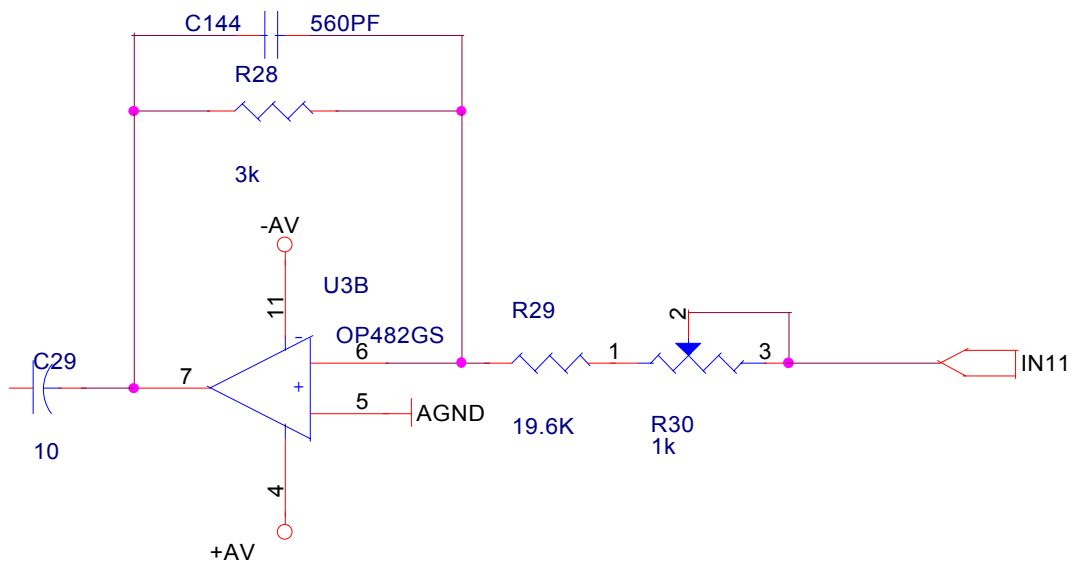 C144 560PF
R28
3k
-AV
11
U3B
OP482GS
R29
2
C29
7
-
6
1
3
IN11
+
5
AGND
10
19.6K
R30
1k
4
+AV